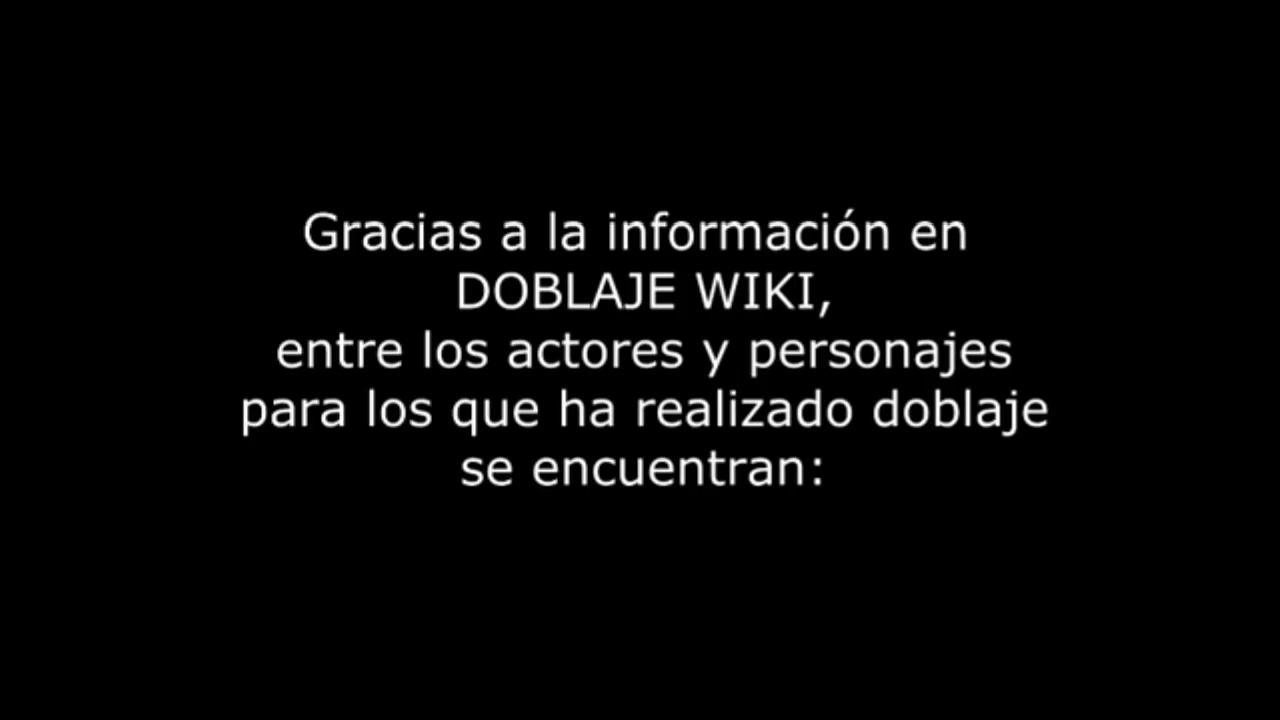 Gracias a la información en
DOBLAJE WIKI,
entre los actores y personajes
para los que ha realizado doblaje
se encuentran: